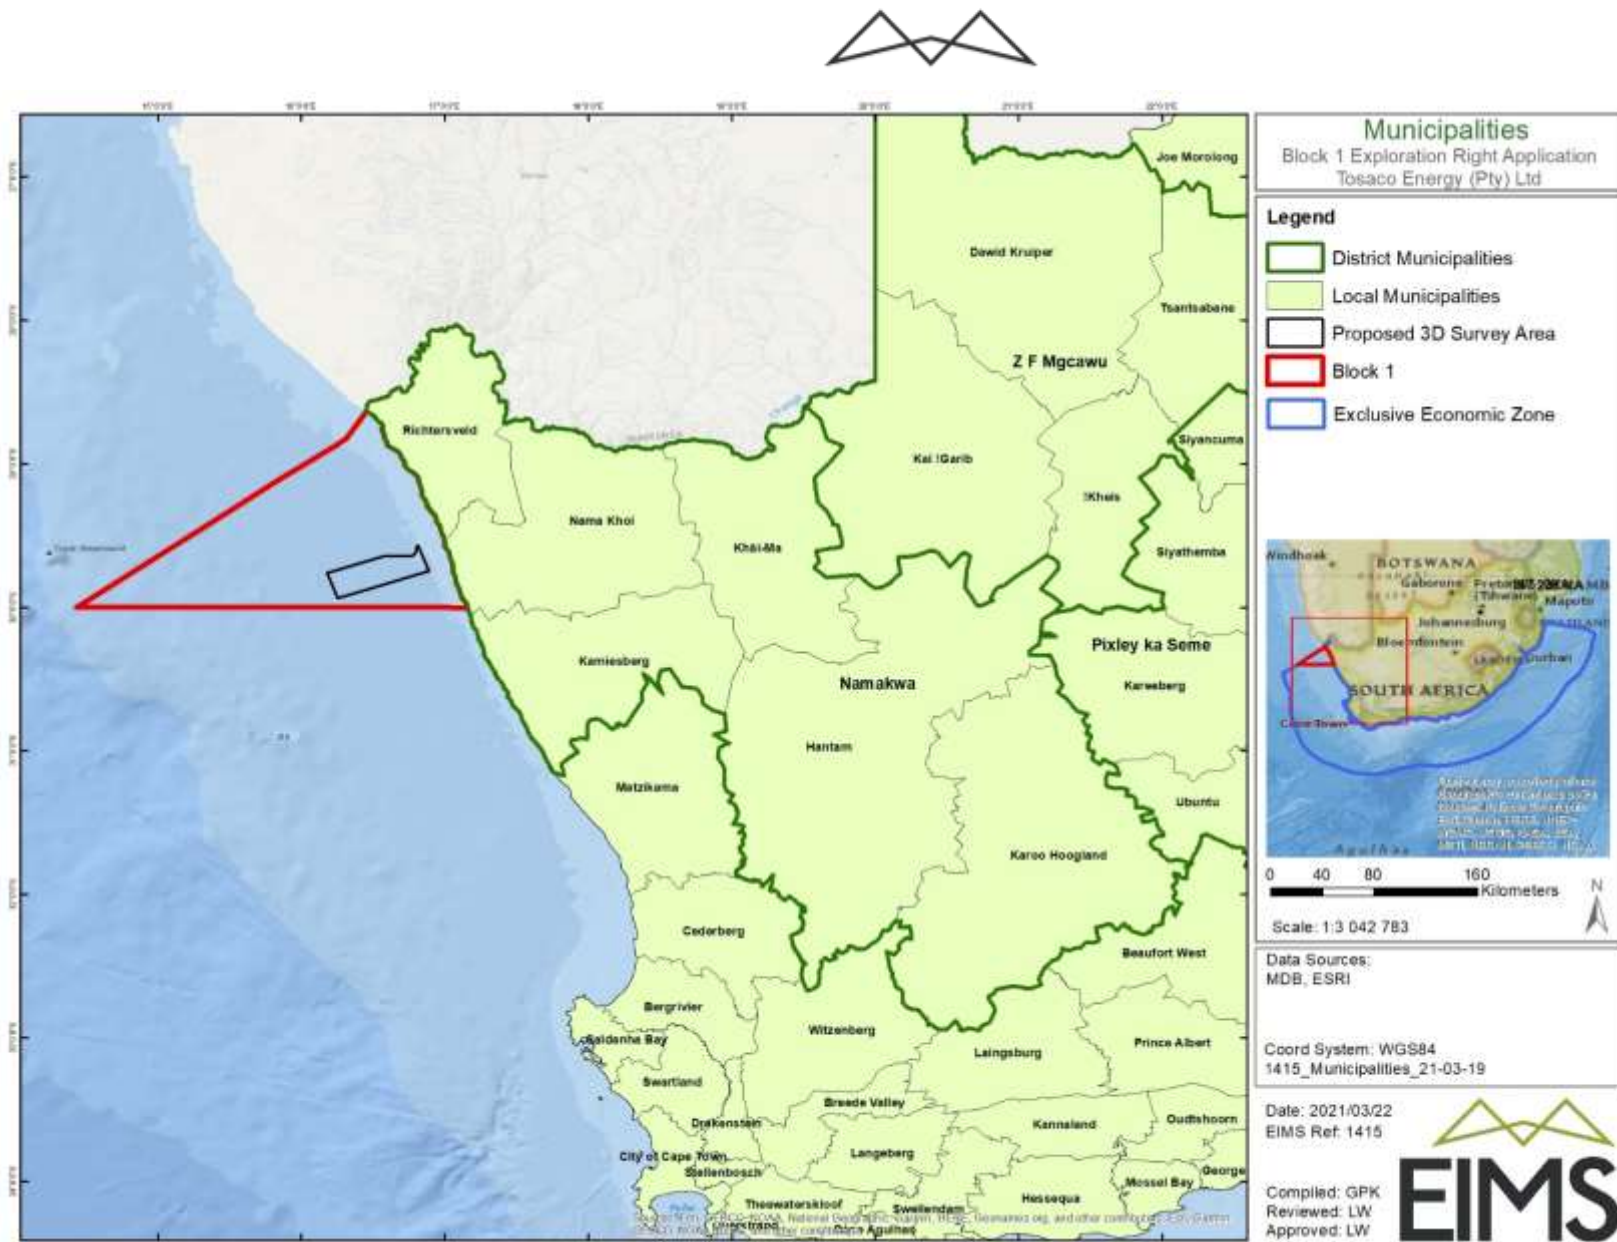 Municipalities
Block 1 Exploration Right Application
Tosaco Energy (Pty) Ltd
Legend
District Municipalities
Local Municipalities
Proposed 3D Survey Area
Block 1
Exclusive Economic Zone
Joe Morolong
Dawid Kruiper
Tsantsabane
Z F Mgcawu
Richtersveld
Siyancuma
Kai !Garib
!Kheis
Nama Khoi
Khâi-Ma
Siyathemba
Pixley ka Seme
Kamiesberg
Namakwa
Kareeberg
Hantam
Matzikama
Ubuntu
Karoo Hoogland
Cederberg
Beaufort West
Bergrivier
Witzenberg
Saldanha Bay
Laingsburg
Prince Albert
Swartland
Breede Valley
Drakenstein
Kannaland
Oudtshoorn
City of Cape Town
Langeberg
Stellenbosch
George
Mossel Bay
Theewaterskloof
Swellendam
Hessequa
Windhoek
BOTSWANA
Gaborone
Maputo
Johannesburg
Bloemfontein
Durban
SOUTH AFRICA
Cape Town
Agulhas
0 40 80 160
Kilometers
N
Scale: 1:3 042 783
Data Sources:
MDB, ESRI
Coord System: WGS84
1415_Municipalities_21-03-19
Date: 2021/03/22
EIMS Ref: 1415
Compiled: GPK
Reviewed: LW
Approved: LW
EIMS